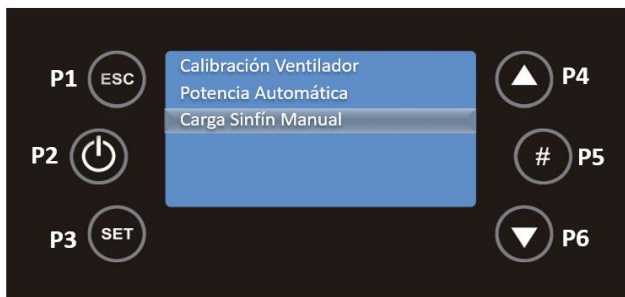 P1 ESC
P2
P3 SET
Calibración Ventilador
Potencia Automática
Carga Sinfín Manual
P4
# P5
P6